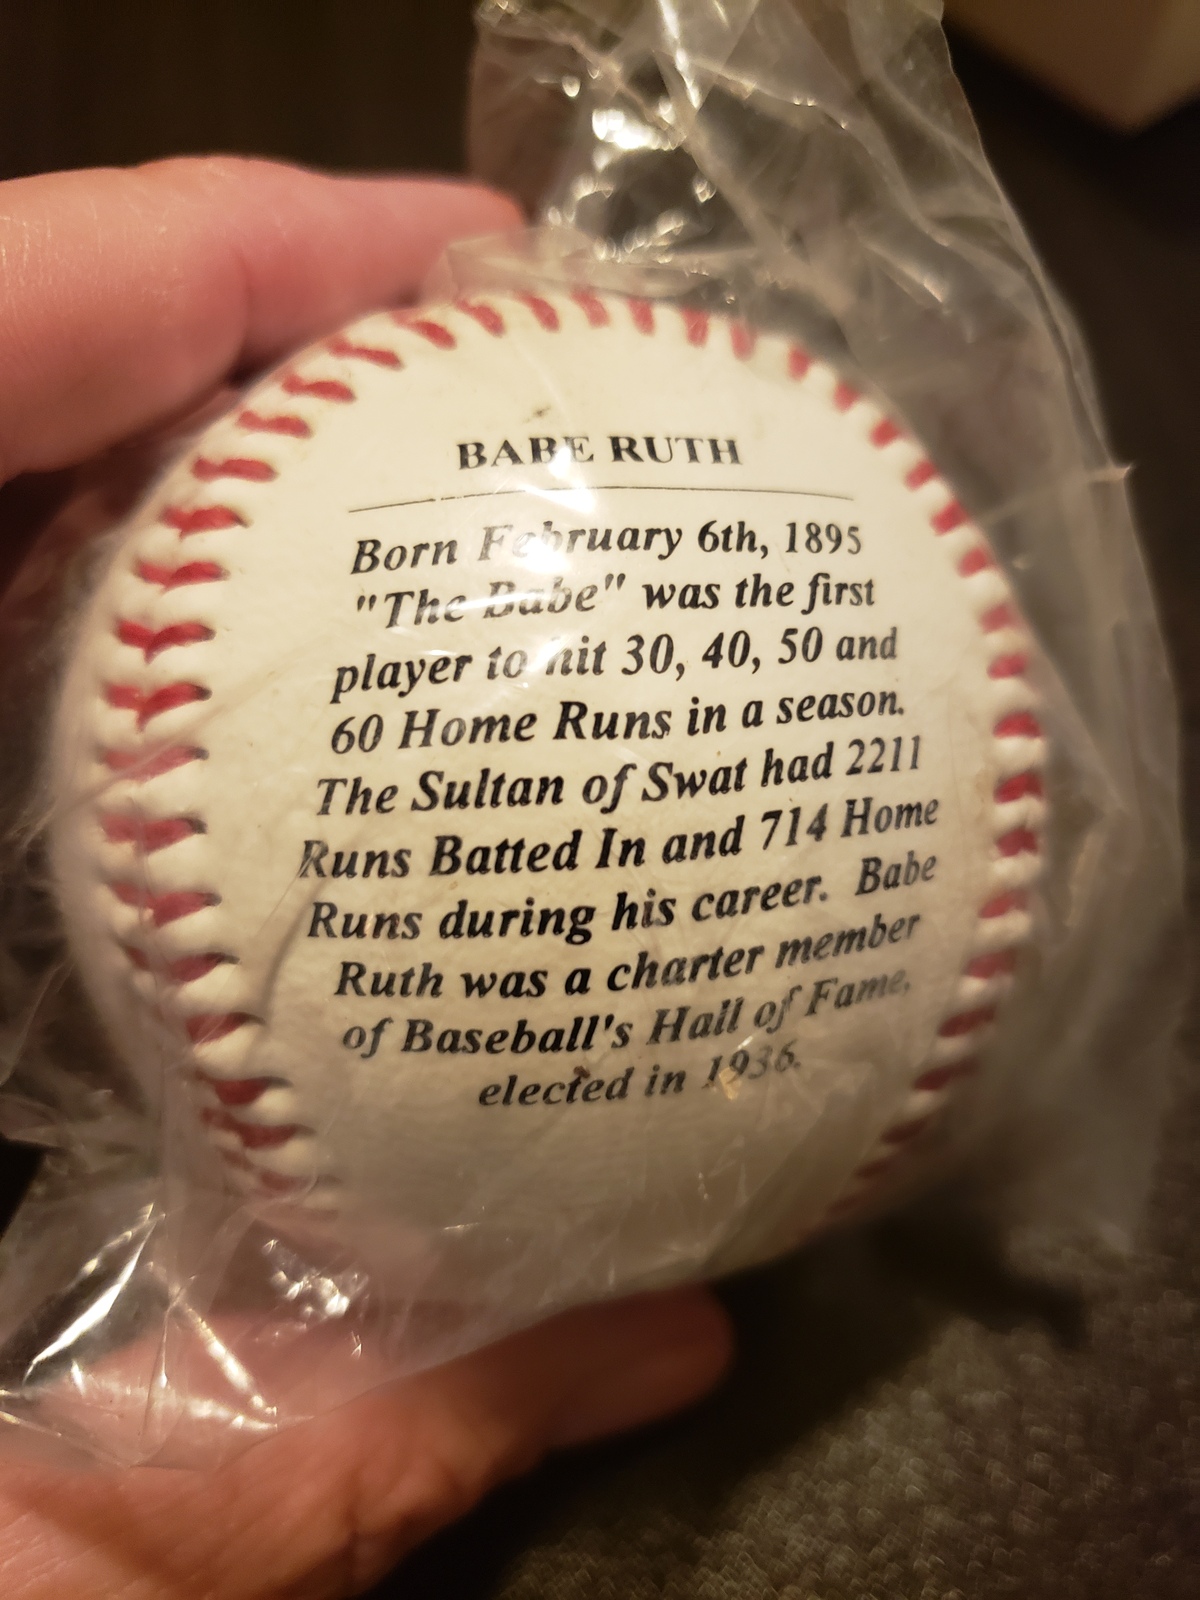 BABE RUTH
Born February 6th, 1895
"The Babe" was the first
player to hit 30, 40, 50 and
60 Home Runs in a season.
The Sultan of Swat had 2211
Runs Batted In and 714 Home
Runs during his career. Babe
Ruth was a charter member
of Baseball's Hall of Fame,
elected in 1936.